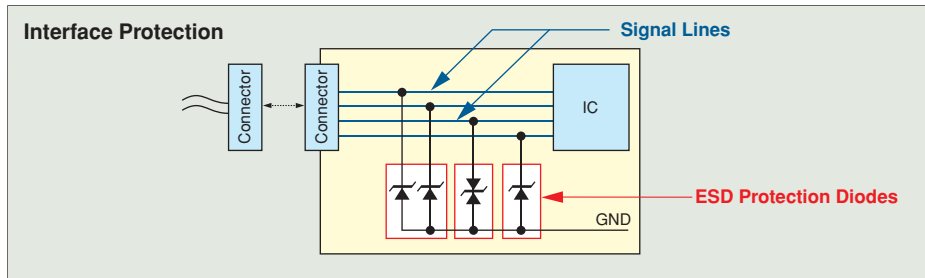 Interface Protection
Signal Lines
Connector
Connector
IC
ESD Protection Diodes
GND